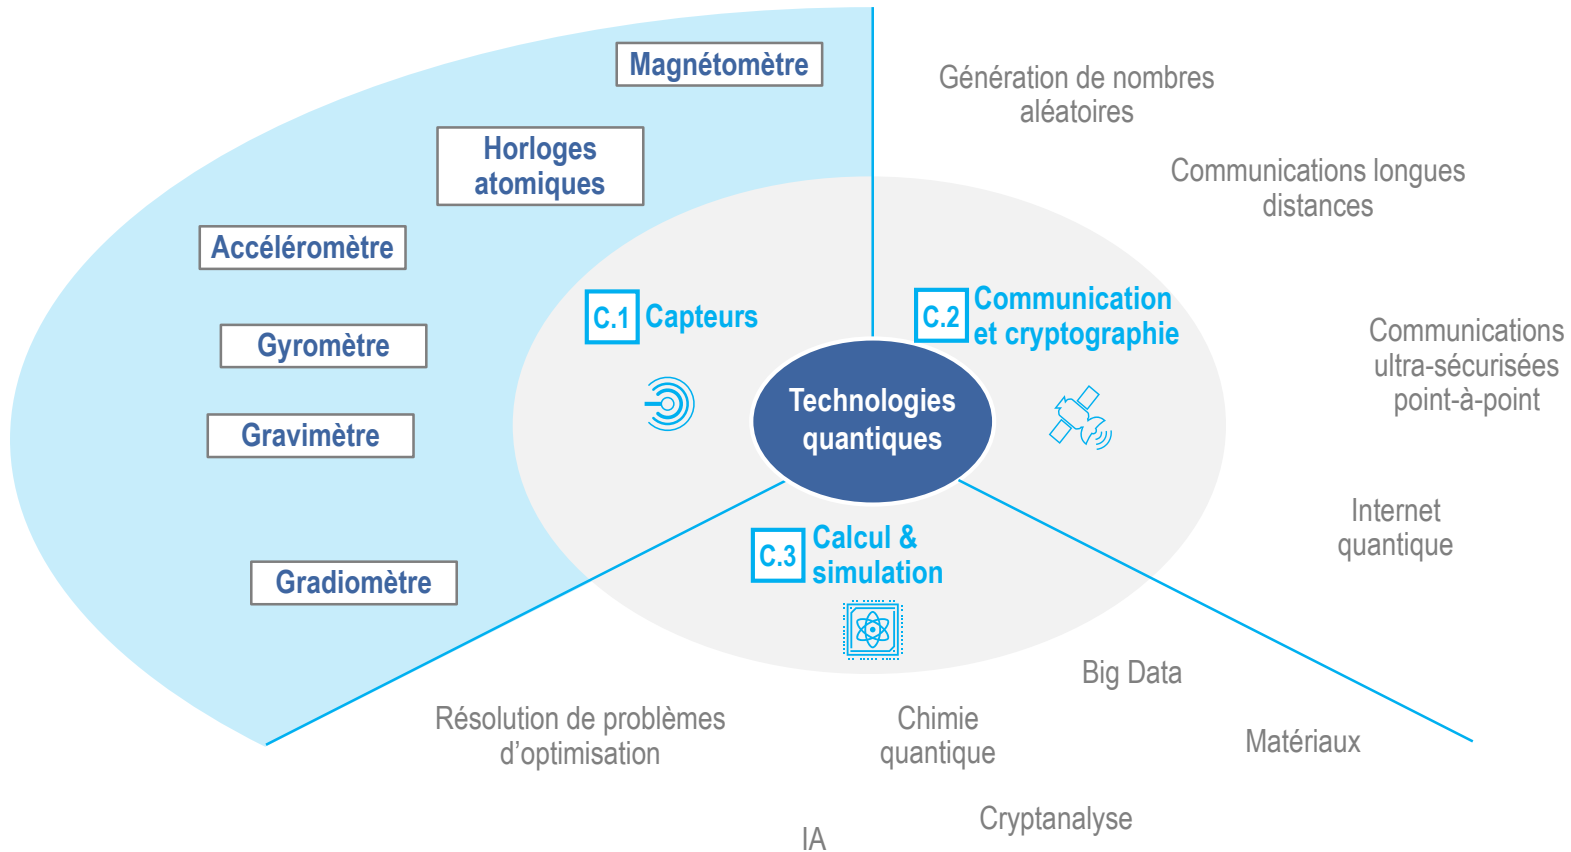 Magnétomètre
Horloges
atomiques
Accéléromètre
Gyromètre
Gravimètre
Gradiomètre
C.1 Capteurs
Génération de nombres
aléatoires
Communications longues
distances
Communications
ultra-sécurisées
point-à-point
Internet
quantique
C.2 Communication
et cryptographie
Technologies
quantiques
C.3 Calcul &
simulation
Résolution de problèmes
d’optimisation
Chimie
quantique
Big Data
Matériaux
Cryptanalyse
IA